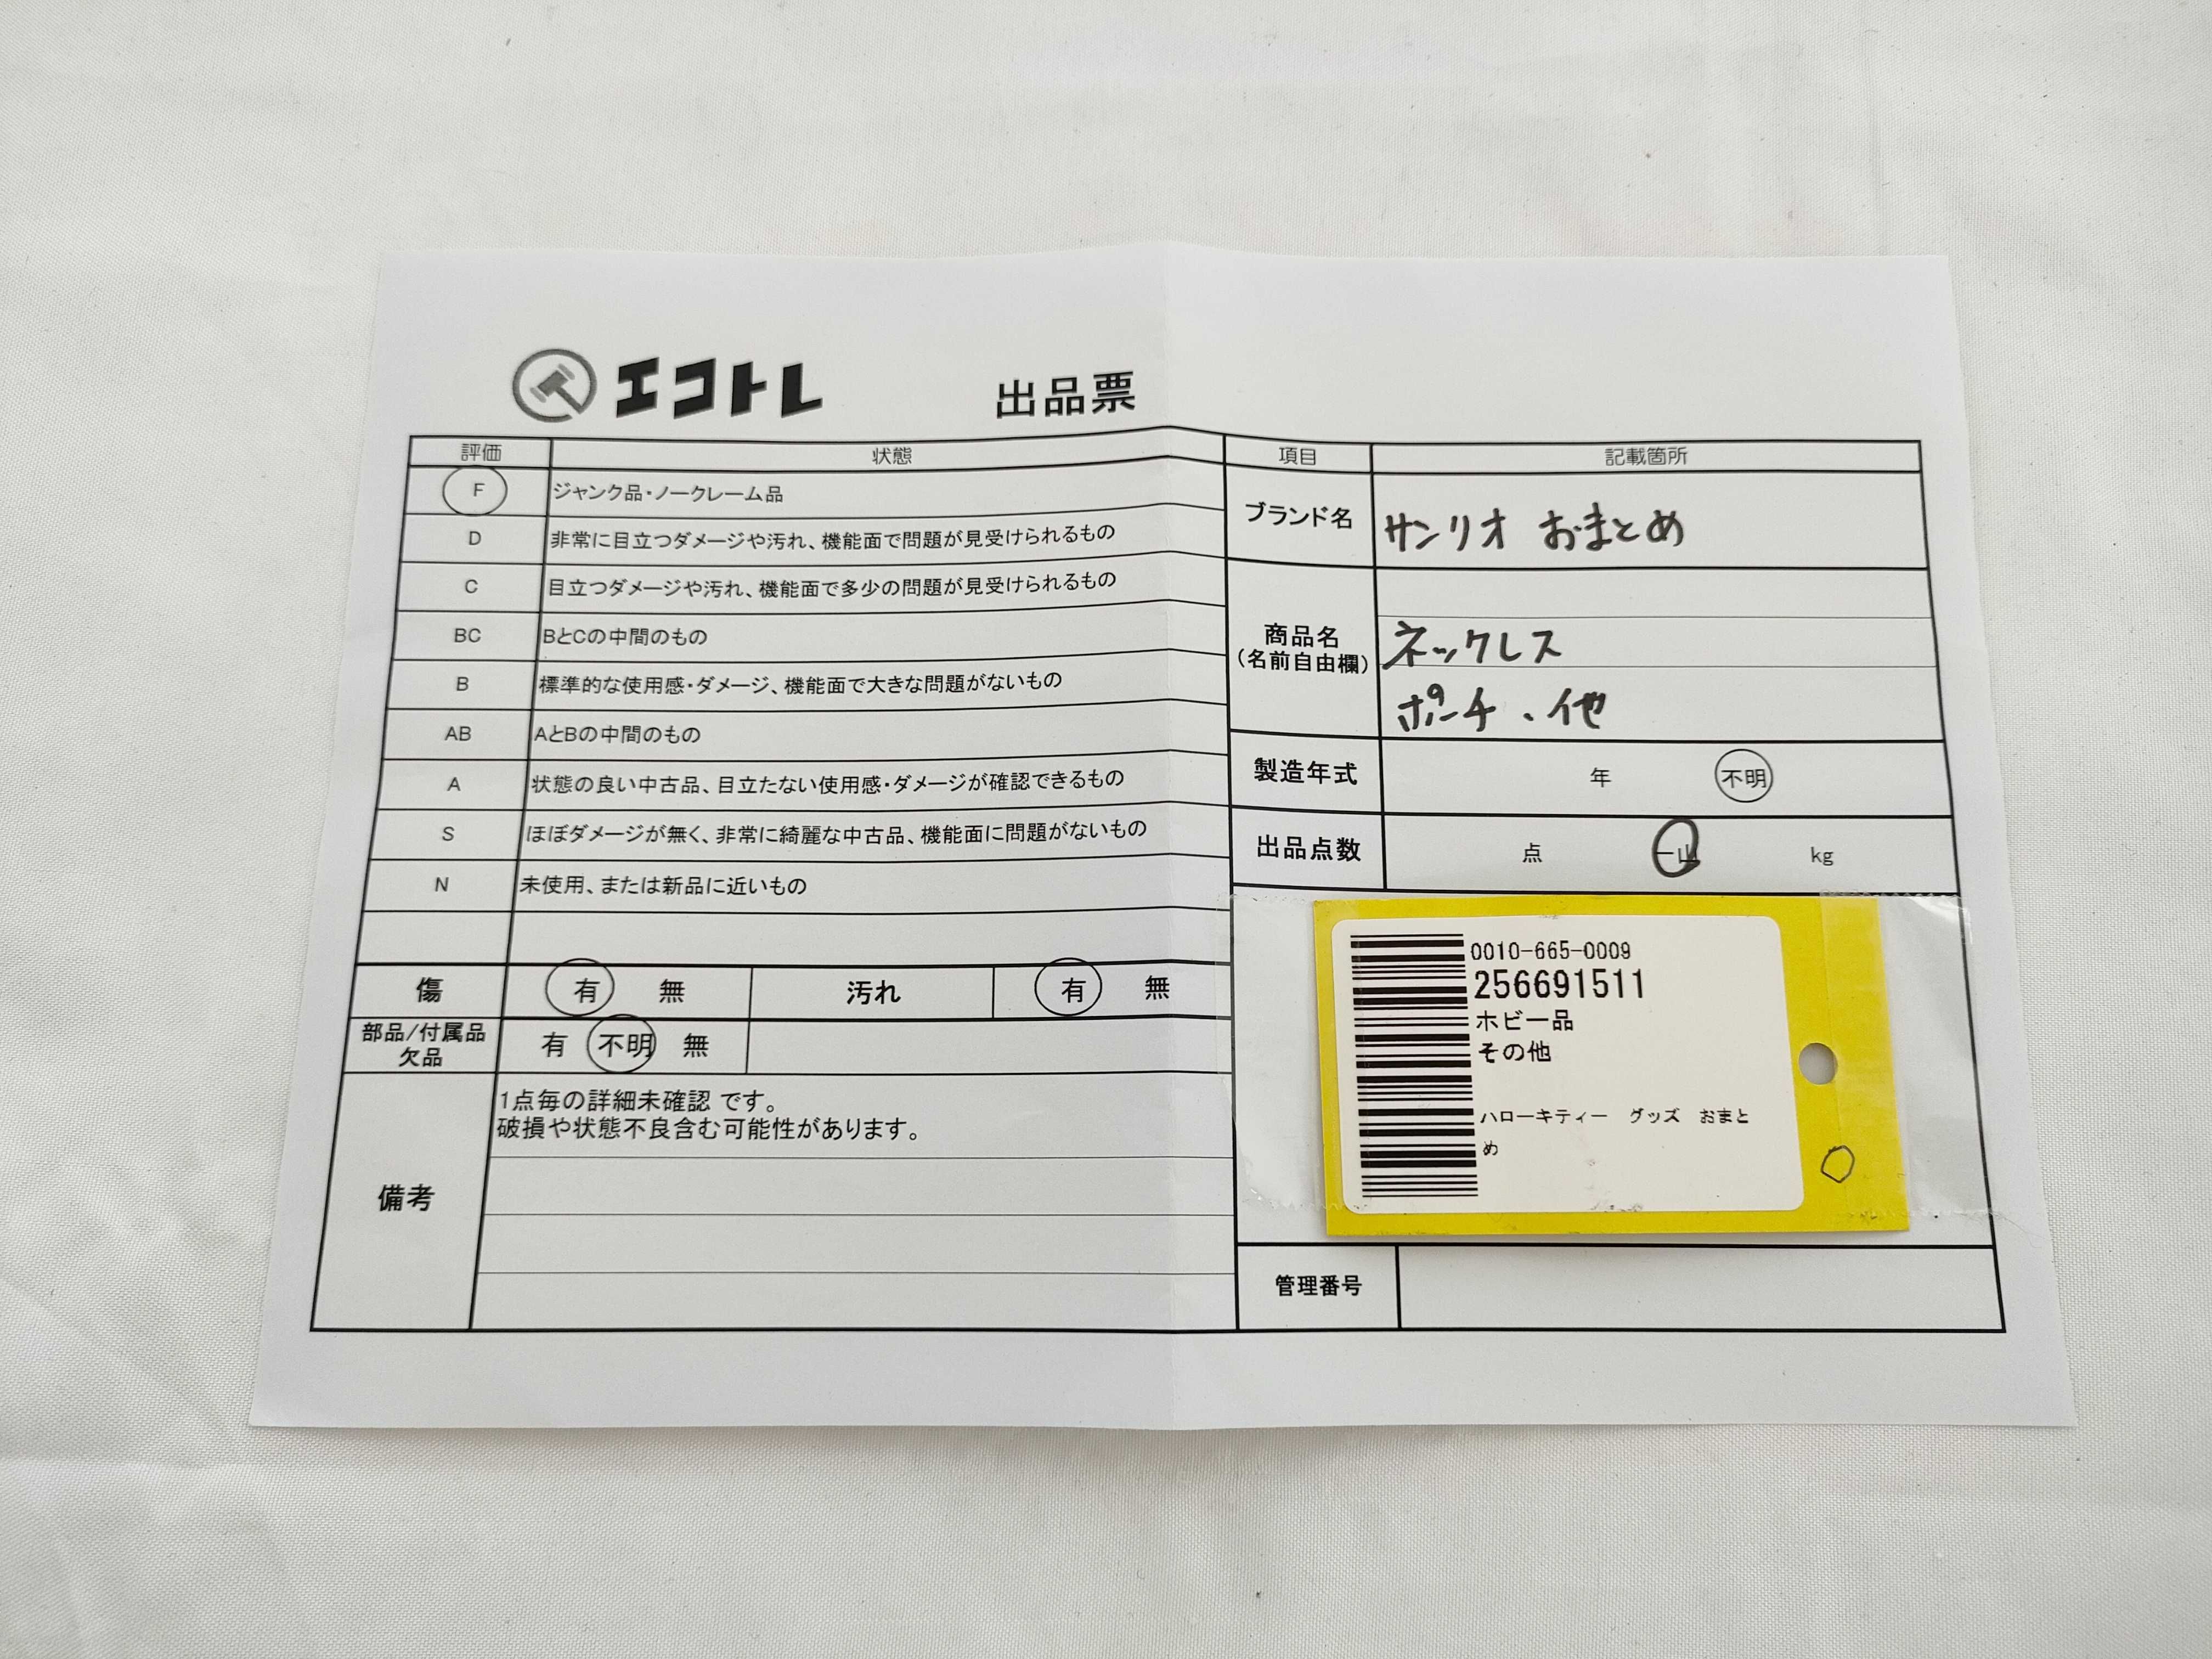 エコトレ 出品票
評価 状態
F ジャンク品・ノークレーム品
D 非常に目立つダメージや汚れ、機能面で問題が見受けられるもの
C 目立つダメージや汚れ、機能面で多少の問題が見受けられるもの
BC BとCの中間のもの
B 標準的な使用感・ダメージ、機能面で大きな問題がないもの
AB AとBの中間のもの
A 状態の良い中古品、目立たない使用感・ダメージが確認できるもの
S ほぼダメージが無く、非常に綺麗な中古品、機能面に問題がないもの
N 未使用、または新品に近いもの
傷 有 無 汚れ 有 無
部品/付属品
欠品 有 不明 無
備考
1点毎の詳細未確認 です。
破損や状態不良含む可能性があります。
項目 記載箇所
ブランド名 サンリオ おまとめ
商品名
(名前自由欄)
ネックレス
ポーチ、他
製造年式 年 不明
出品点数 点 一山 kg
0010-665-0009
256691511
ホビー品
その他
ハローキティー グッズ おまと
め
管理番号